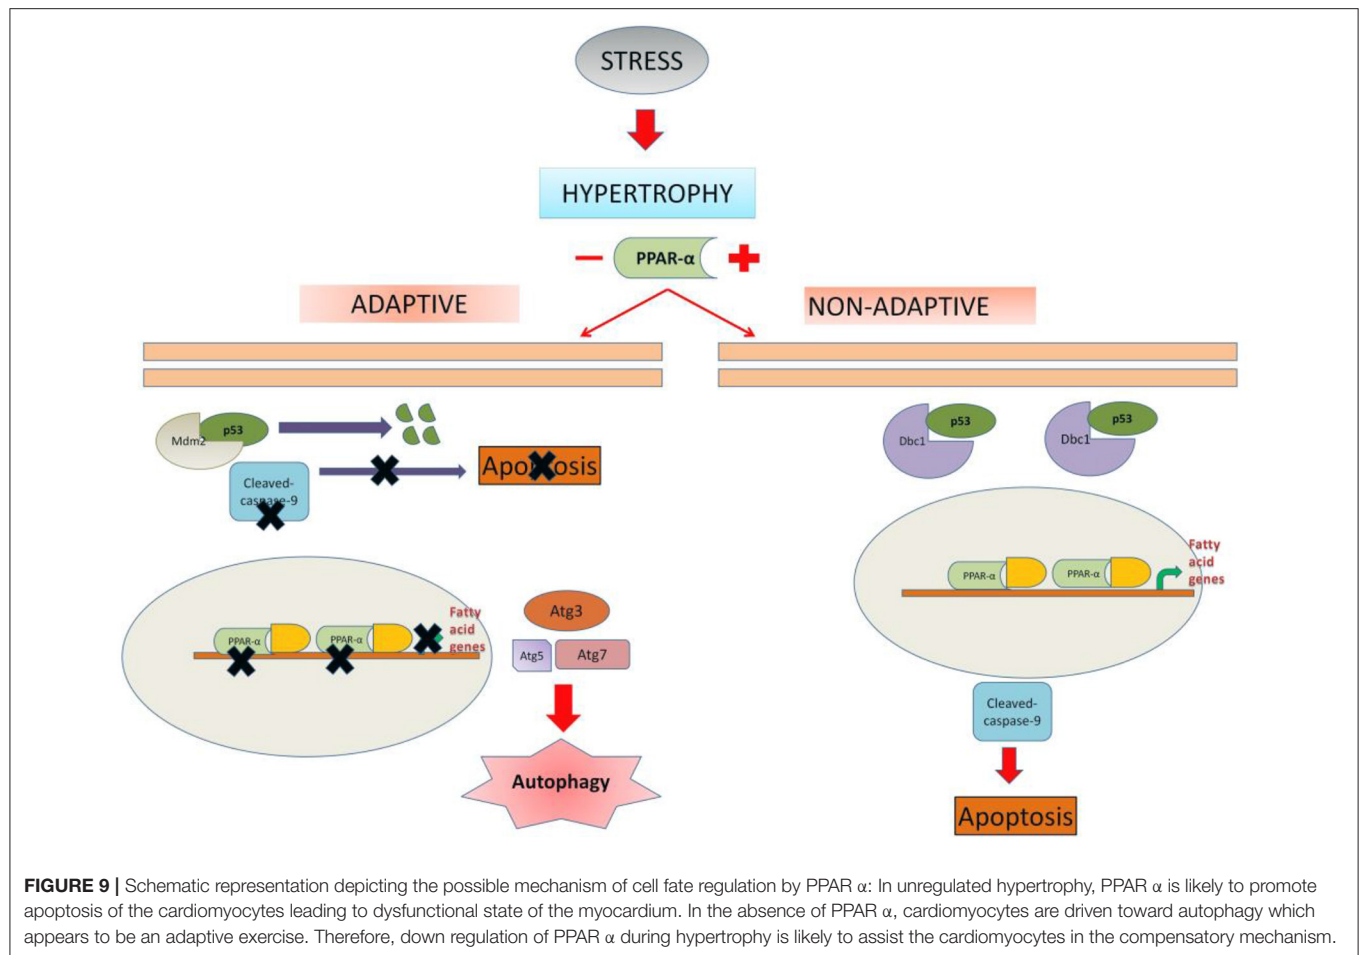 STRESS
HYPERTROPHY
PPAR-α
ADAPTIVE
NON-ADAPTIVE
Mdm2
p53
Cleaved-
caspase-9
Apoptosis
PPAR-α
PPAR-α
Fatty
acid
genes
Atg3
Atg5
Atg7
Autophagy
Dbc1
p53
Dbc1
p53
PPAR-α
PPAR-α
Fatty
acid
genes
Cleaved-
caspase-9
Apoptosis
FIGURE 9 | Schematic representation depicting the possible mechanism of cell fate regulation by PPAR α: In unregulated hypertrophy, PPAR α is likely to promote
apoptosis of the cardiomyocytes leading to dysfunctional state of the myocardium. In the absence of PPAR α, cardiomyocytes are driven toward autophagy which
appears to be an adaptive exercise. Therefore, down regulation of PPAR α during hypertrophy is likely to assist the cardiomyocytes in the compensatory mechanism.